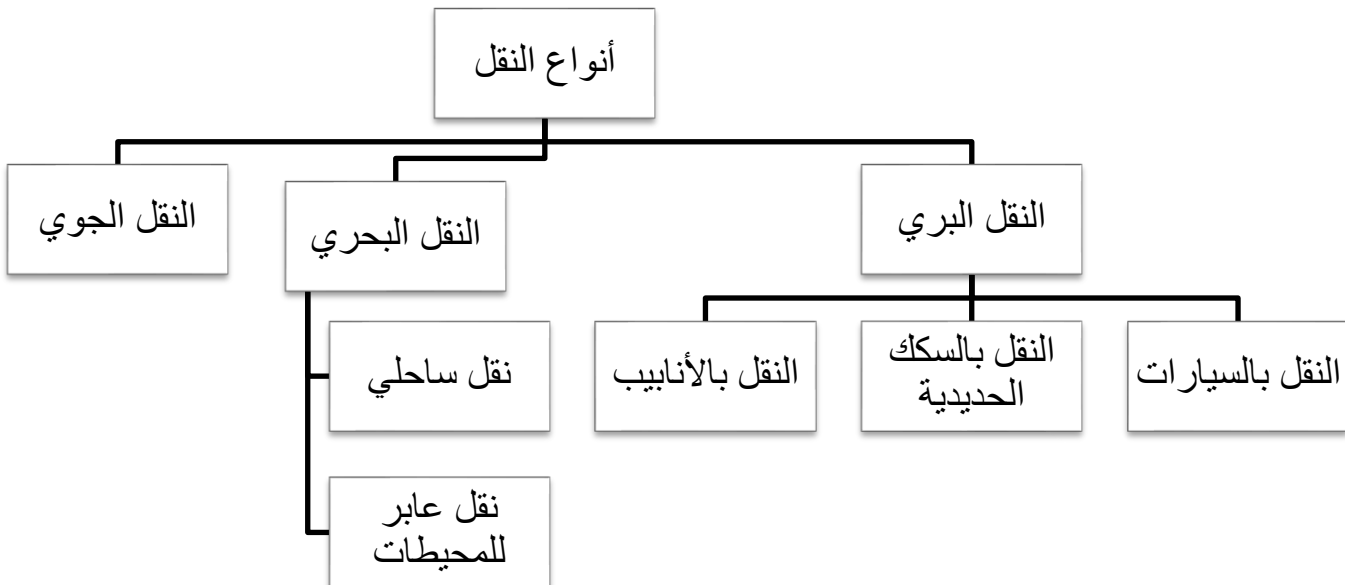 أنواع النقل
النقل البري
النقل البحري
النقل الجوي
النقل بالسيارات
النقل بالسكك
الحديدية
النقل بالأنابيب
نقل ساحلي
نقل عابر
للمحيطات